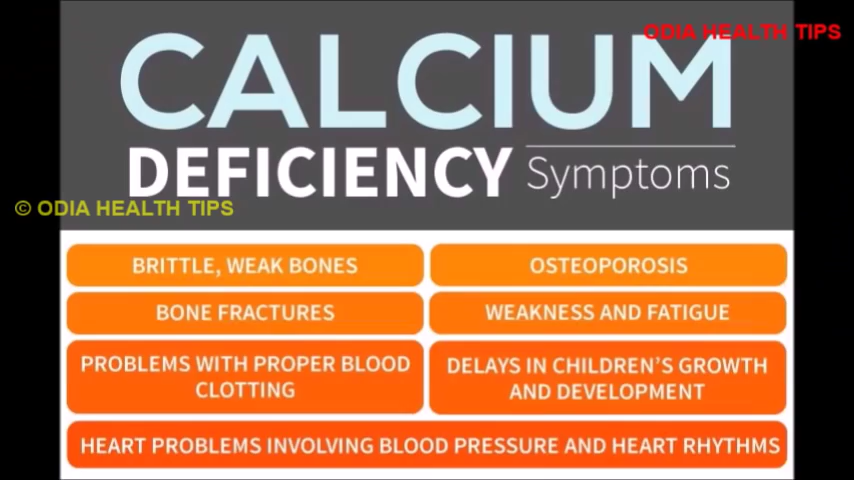 ODIA HEALTH TIPS
CALCIUM
DEFICIENCY Symptoms
© ODIA HEALTH TIPS
BRITTLE, WEAK BONES
OSTEOPOROSIS
BONE FRACTURES
WEAKNESS AND FATIGUE
PROBLEMS WITH PROPER BLOOD
CLOTTING
DELAYS IN CHILDREN'S GROWTH
AND DEVELOPMENT
HEART PROBLEMS INVOLVING BLOOD PRESSURE AND HEART RHYTHMS